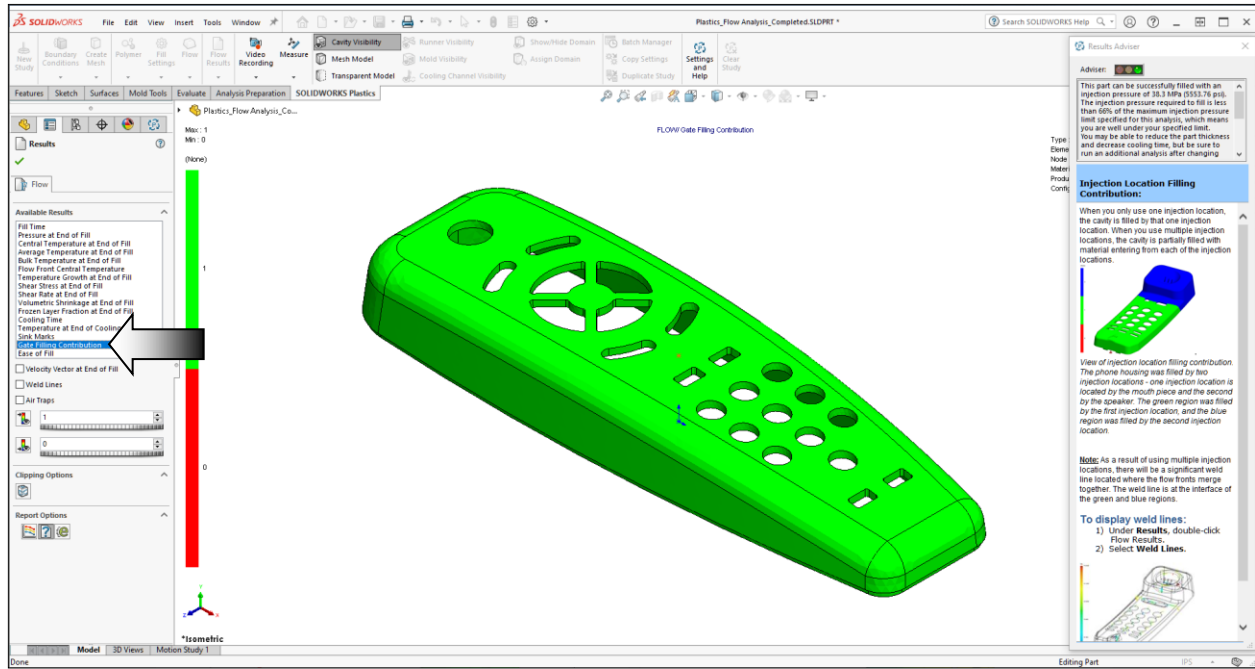 SOLIDWORKS File Edit View Insert Tools Window Plastics_Flow Analysis_Completed.SLDPRT * Search SOLIDWORKS Help
New Study
Boundary Conditions
Create Mesh
Polymer
Fill Settings
Flow
Flow Results
Video Recording
Measure
Cavity Visibility
Mesh Model
Transparent Model
Runner Visibility
Mold Visibility
Cooling Channel Visibility
Show/Hide Domain
Assign Domain
Batch Manager
Copy Settings
Duplicate Study
Settings and Help
Clear Study
Features Sketch Surfaces Mold Tools Evaluate Analysis Preparation SOLIDWORKS Plastics
Plastics_Flow Analysis_Co...
Results
Flow
Available Results
Fill Time
Pressure at End of Fill
Central Temperature at End of Fill
Average Temperature at End of Fill
Bulk Temperature at End of Fill
Flow Front Central Temperature
Temperature Growth at End of Fill
Shear Stress at End of Fill
Shear Rate at End of Fill
Volumetric Shrinkage at End of Fill
Frozen Layer Fraction at End of Fill
Cooling Time
Temperature at End of Cooling
Sink Marks
Gate Filling Contribution
Ease of Fill
Velocity Vector at End of Fill
Weld Lines
Air Traps
1
0
Clipping Options
Report Options
Max : 1
Min : 0
(None)
1
0
FLOW/ Gate Filling Contribution
Type
Eleme
Node
Materi
Produ
Config
y
z
x
*Isometric
Results Adviser
Adviser:
This part can be successfully filled with an
injection pressure of 38.3 MPa (5553.76 psi).
The injection pressure required to fill is less
than 66% of the maximum injection pressure
limit specified for this analysis, which means
you are well under your specified limit.
You may be able to reduce the part thickness
and decrease cooling time, but be sure to
run an additional analysis after changing
Injection Location Filling
Contribution:
When you only use one injection location,
the cavity is filled by that one injection
location. When you use multiple injection
locations, the cavity is partially filled with
material entering from each of the injection
locations.
View of injection location filling contribution.
The phone housing was filled by two
injection locations - one injection location is
located by the mouth piece and the second
by the speaker. The green region was filled
by the first injection location, and the blue
region was filled by the second injection
location.
Note: As a result of using multiple injection
locations, there will be a significant weld
line located where the flow fronts merge
together. The weld line is at the interface of
the green and blue regions.
To display weld lines:
1) Under Results, double-click
Flow Results.
2) Select Weld Lines.
Model 3D Views Motion Study 1
Done Editing Part IPS